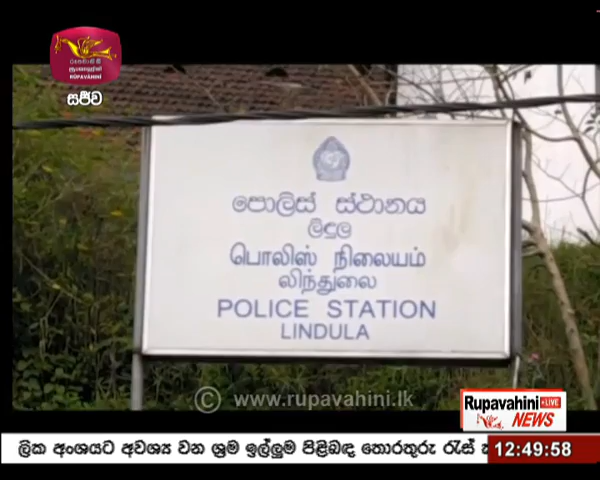 RUPAVAHINI
සජීව
පොලිස් ස්ථානය
ලිඳුල
பொலிஸ் நிலையம்
லிந்துலை
POLICE STATION
LINDULA
© www.rupavahini.lk
Rupavahini LIVE
NEWS
ලික අංශයට අවශ්‍ය වන ශ්‍රම ඉල්ලුම පිළිබඳ තොරතුරු රැස්
12:49:58